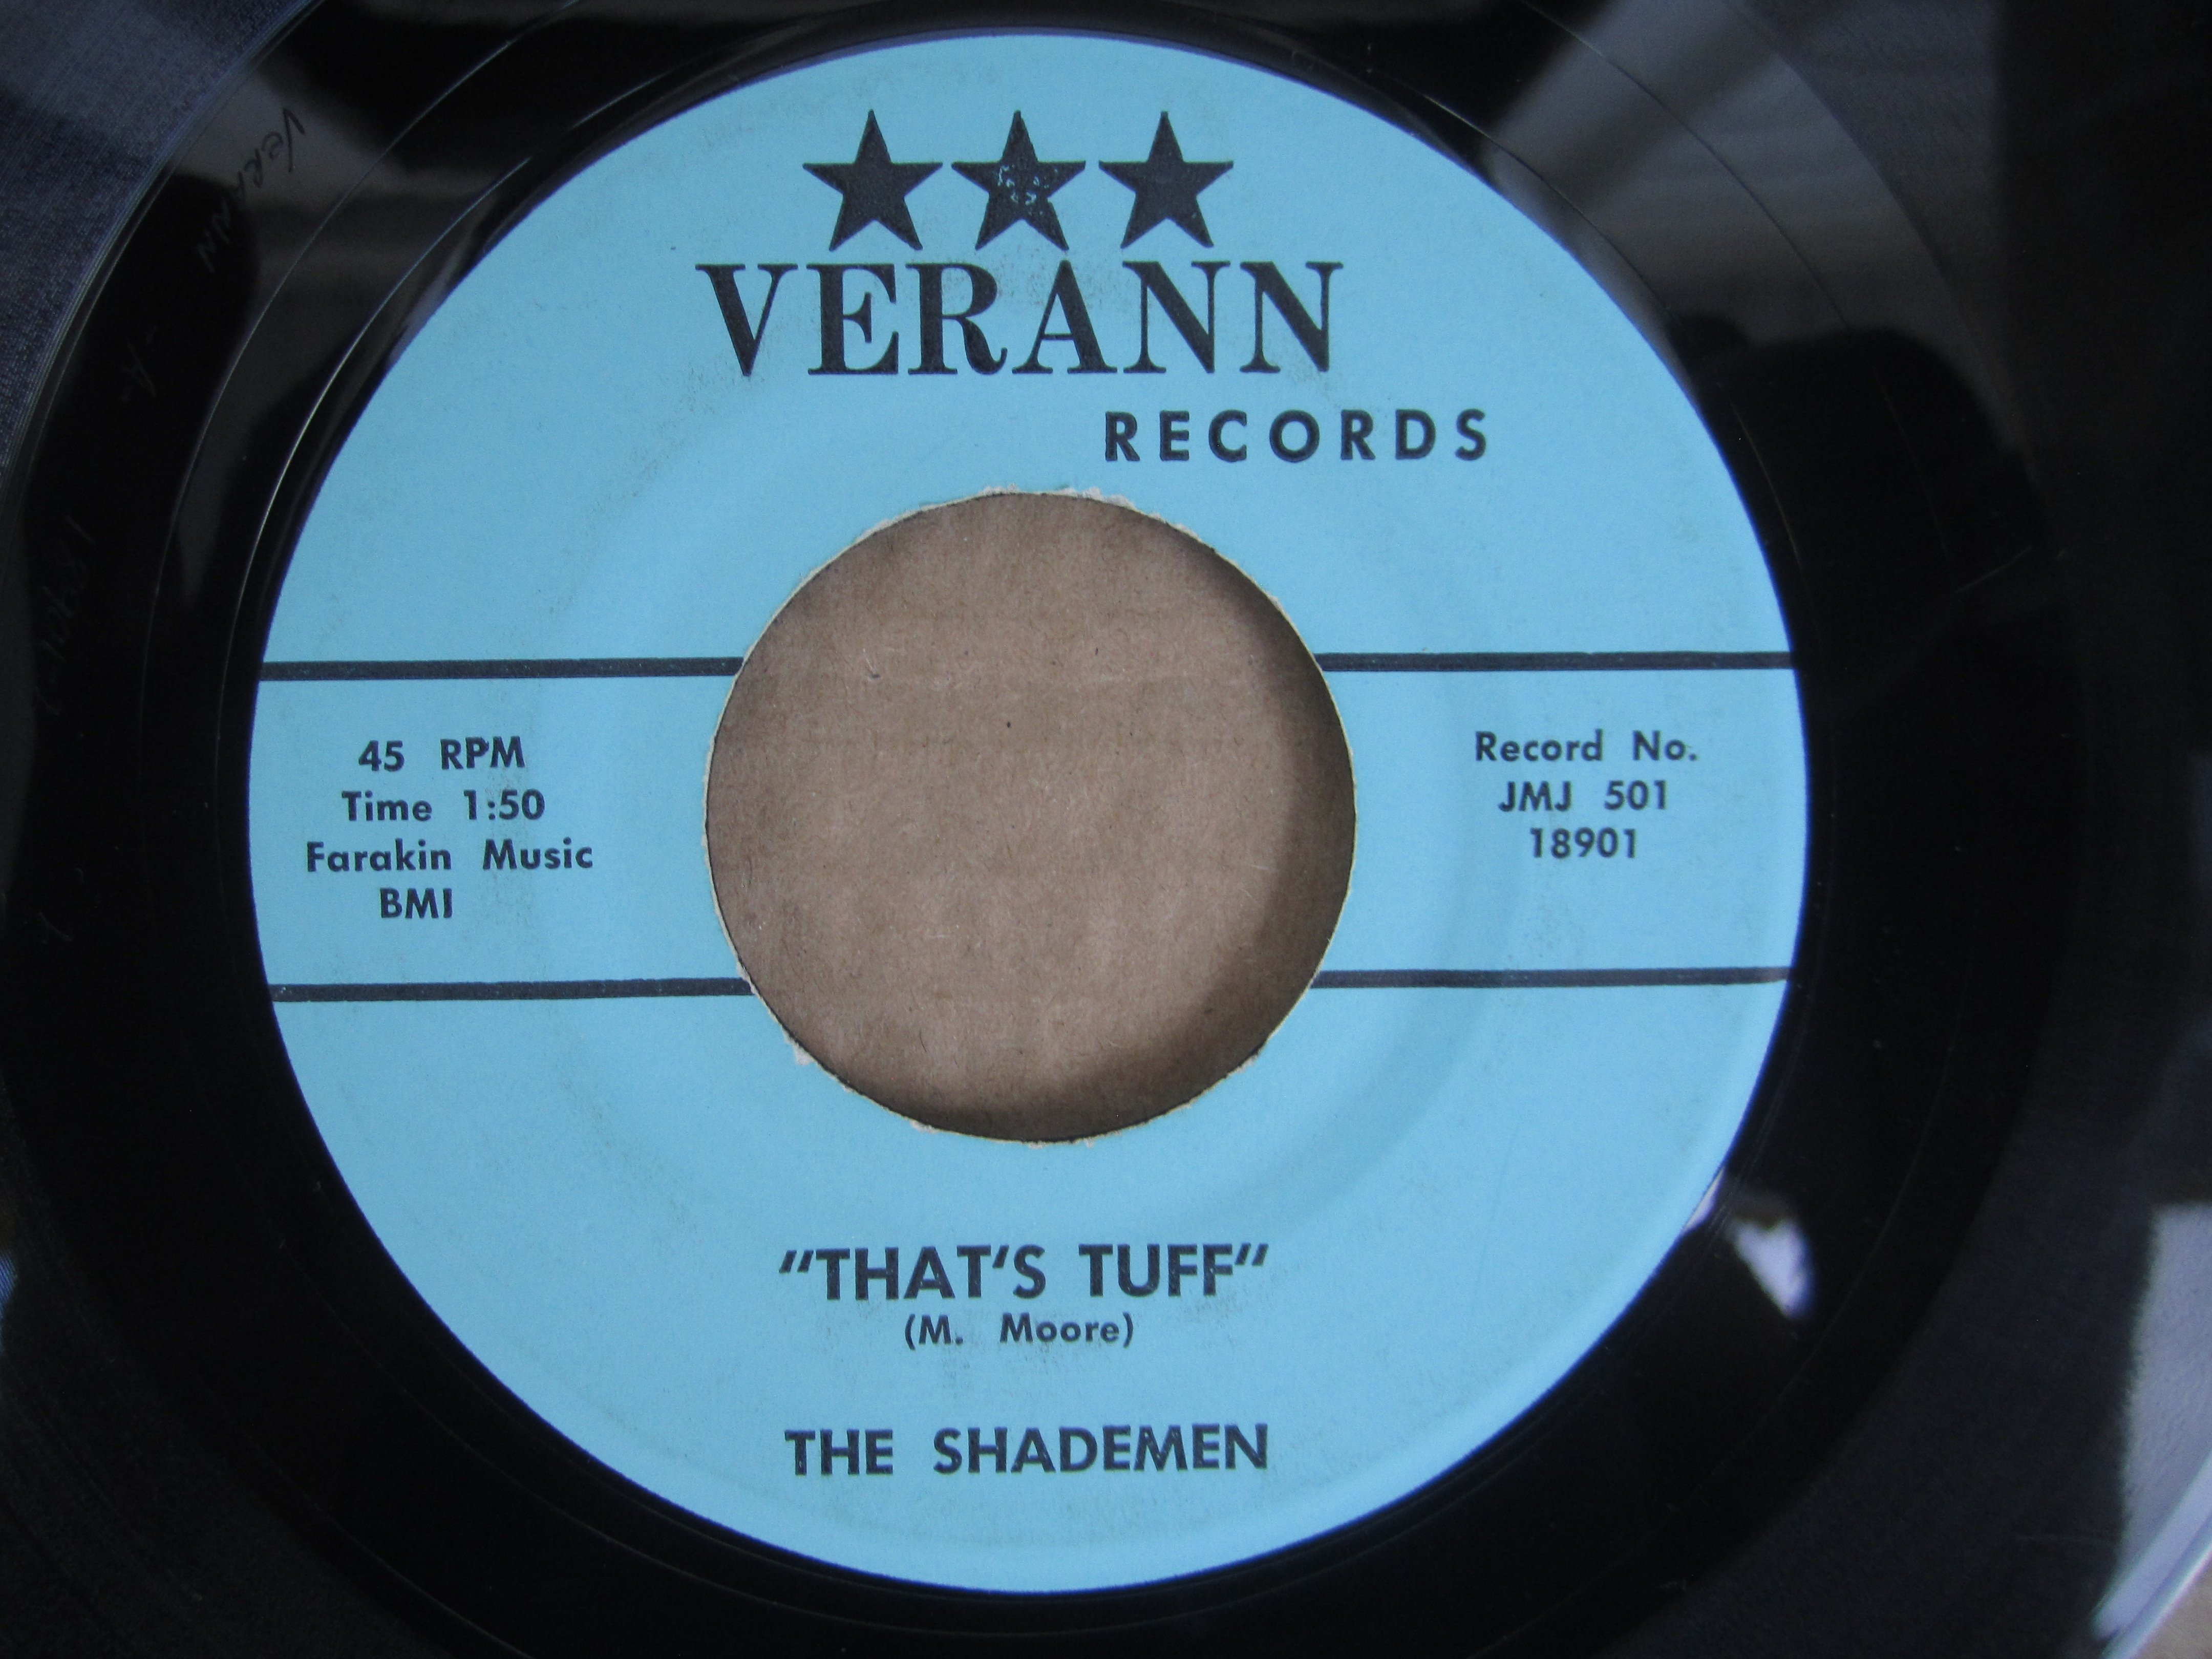 VERANN
RECORDS
45 RPM
Time 1:50
Farakin Music
BMI
Record No.
JMJ 501
18901
"THAT'S TUFF"
(M. Moore)
THE SHADEMEN
VERANN